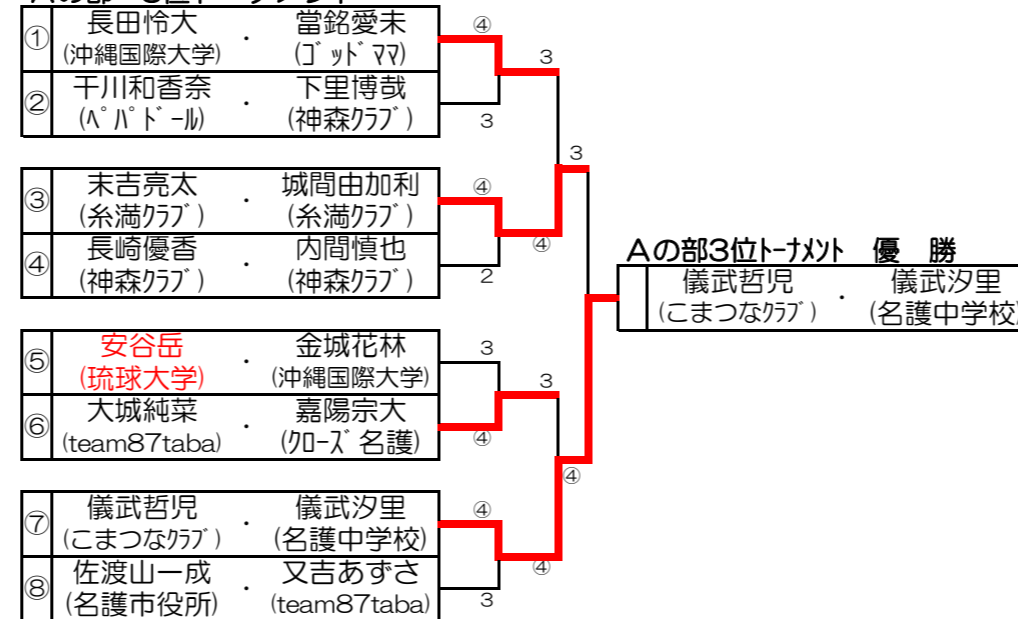 ① 長田怜大 ・ 當銘愛未
(沖縄国際大学) (ｺﾞｯﾄﾞﾏﾏ)
④
3
② 干川和香奈 ・ 下里博哉
(ﾍﾟﾊﾟﾄﾞｰﾙ) (神森ｸﾗﾌﾞ)
3
3
③ 末吉亮太 ・ 城間由加利
(糸満ｸﾗﾌﾞ) (糸満ｸﾗﾌﾞ)
④
④
④ 長崎優香 ・ 内間慎也
(神森ｸﾗﾌﾞ) (神森ｸﾗﾌﾞ)
2
Aの部3位ﾄｰﾅﾒﾝﾄ 優 勝
儀武哲児 ・ 儀武汐里
(こまつなｸﾗﾌﾞ) (名護中学校)
⑤ 安谷岳 ・ 金城花林
(琉球大学) (沖縄国際大学)
3
3
⑥ 大城純菜 ・ 嘉陽宗大
(team87taba) (ｸﾛｰｽﾞ名護)
④
④
⑦ 儀武哲児 ・ 儀武汐里
(こまつなｸﾗﾌﾞ) (名護中学校)
④
④
⑧ 佐渡山一成 ・ 又吉あずさ
(名護市役所) (team87taba)
3